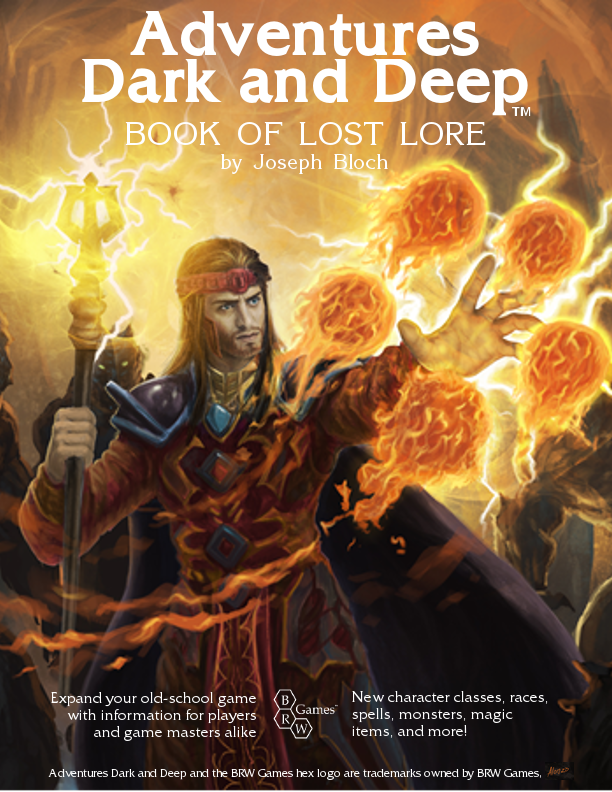 Adventures
Dark and Deep™
BOOK OF LOST LORE
by Joseph Bloch
Expand your old-school game
with information for players
and game masters alike
B
R W
Games™
New character classes, races,
spells, monsters, magic
items, and more!
Adventures Dark and Deep and the BRW Games hex logo are trademarks owned by BRW Games,